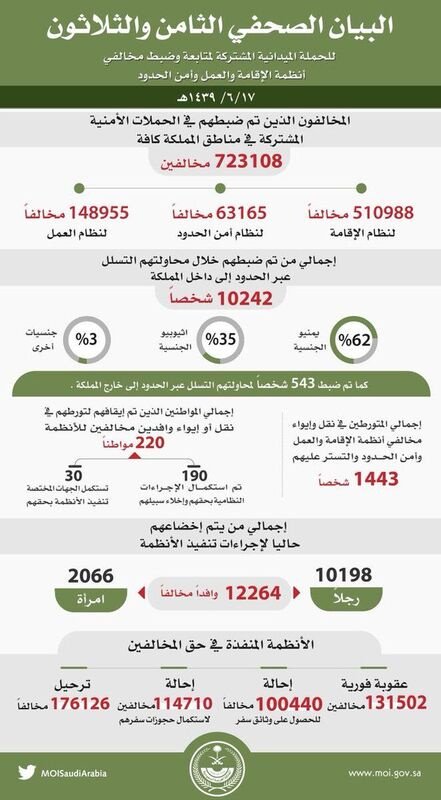 البيان الصحفي الثامن والثلاثون
للحملة الميدانية المشتركة لمتابعة وضبط مخالفي
أنظمة الإقامة والعمل وأمن الحدود
١٤٣٩/٦/١٧هـ
المخالفون الذين تم ضبطهم في الحملات الأمنية
المشتركة في مناطق المملكة كافة
723108 مخالفين
510988 مخالفاً
لنظام الإقامة
63165 مخالفاً
لنظام أمن الحدود
148955 مخالفاً
لنظام العمل
إجمالي من تم ضبطهم خلال محاولتهم التسلل
عبر الحدود إلى داخل المملكة
10242 شخصاً
%62
يمنيو
الجنسية
%35
اثيوبيو
الجنسية
%3
جنسيات
أخرى
كما تم ضبط 543 شخصاً لمحاولتهم التسلل عبر الحدود إلى خارج المملكة .
إجمالي المتورطين في نقل وإيواء
مخالفي أنظمة الإقامة والعمل
وأمن الحدود والتستر عليهم
1443 شخصاً
إجمالي المواطنين الذين تم إيقافهم لتورطهم في
نقل أو إيواء وافدين مخالفين للأنظمة
220 مواطناً
190
تم استكمال الإجراءات
النظامية بحقهم وإخلاء سبيلهم
30
تستكمل الجهات المختصة
تنفيذ الأنظمة بحقهم
إجمالي من يتم إخضاعهم
حاليا لإجراءات تنفيذ الأنظمة
10198
رجلاً
12264 وافداً مخالفاً
2066
امرأة
الأنظمة المنفذة في حق المخالفين
عقوبة فورية
131502 مخالفين
إحالة
100440 مخالفاً
للحصول على وثائق سفر
إحالة
114710 مخالفين
لاستكمال حجوزات سفرهم
ترحيل
176126 مخالفاً
MOISaudiArabia
www.moi.gov.sa